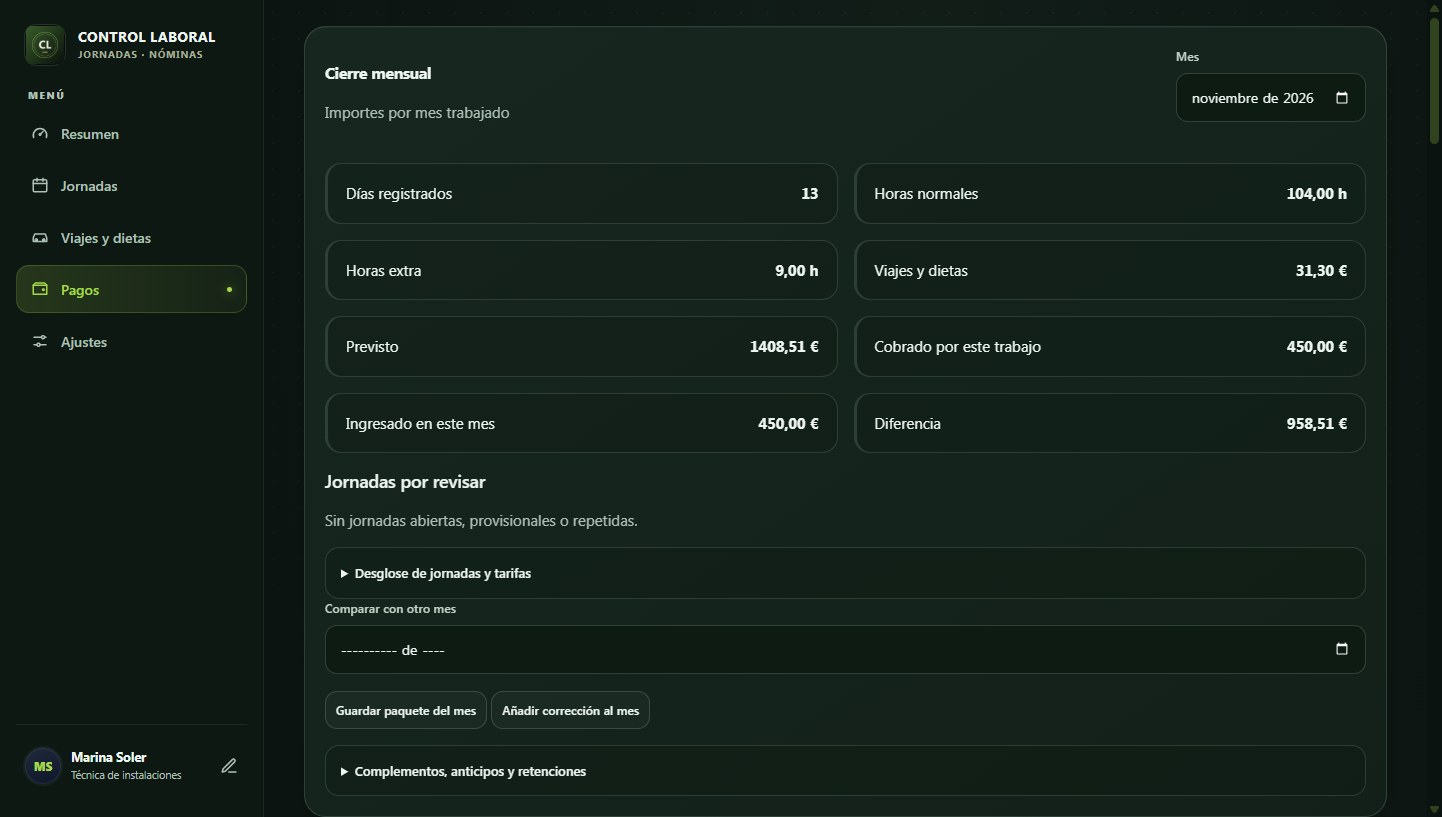 CL
CONTROL LABORAL
JORNADAS · NÓMINAS
MENÚ
Resumen
Jornadas
Viajes y dietas
Pagos
Ajustes
MS
Marina Soler
Técnica de instalaciones
Cierre mensual
Importes por mes trabajado
Mes
noviembre de 2026
Días registrados 13
Horas normales 104,00 h
Horas extra 9,00 h
Viajes y dietas 31,30 €
Previsto 1408,51 €
Cobrado por este trabajo 450,00 €
Ingresado en este mes 450,00 €
Diferencia 958,51 €
Jornadas por revisar
Sin jornadas abiertas, provisionales o repetidas.
Desglose de jornadas y tarifas
Comparar con otro mes
---------- de ----
Guardar paquete del mes Añadir corrección al mes
Complementos, anticipos y retenciones